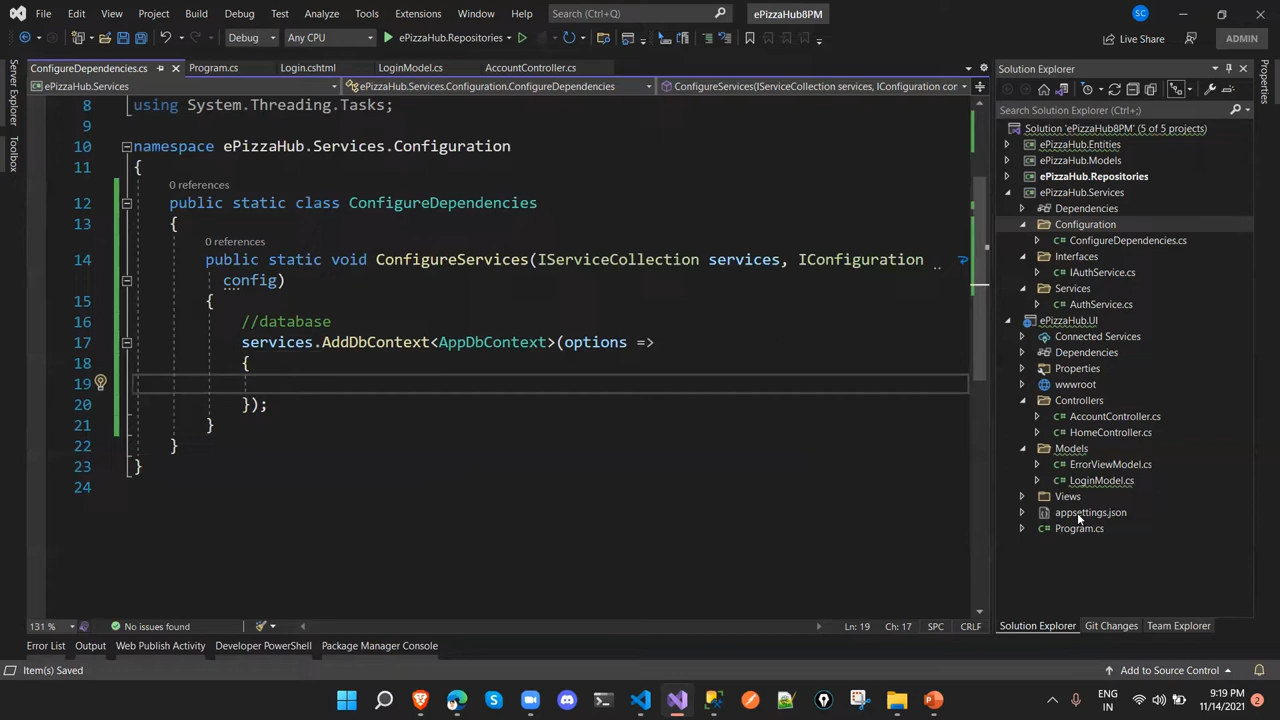 File Edit View Project Build Debug Test Analyze Tools Extensions Window Help Search (Ctrl+Q) ePizzaHub8PM SC
Debug Any CPU ePizzaHub.Repositories Live Share ADMIN
Server Explorer
Toolbox
ConfigureDependencies.cs Program.cs Login.cshtml LoginModel.cs AccountController.cs
ePizzaHub.Services ePizzaHub.Services.Configuration.ConfigureDependencies ConfigureServices(IServiceCollection services, IConfiguration con
8 using System.Threading.Tasks;
9
10 namespace ePizzaHub.Services.Configuration
11 {
0 references
12 public static class ConfigureDependencies
13 {
0 references
14 public static void ConfigureServices(IServiceCollection services, IConfiguration
config)
15 {
16 //database
17 services.AddDbContext<AppDbContext>(options =>
18 {
19
20 });
21 }
22 }
23 }
24
131 % No issues found Ln: 19 Ch: 17 SPC CRLF
Solution Explorer
Search Solution Explorer (Ctrl+;)
Solution 'ePizzaHub8PM' (5 of 5 projects)
ePizzaHub.Entities
ePizzaHub.Models
ePizzaHub.Repositories
ePizzaHub.Services
Dependencies
Configuration
C# ConfigureDependencies.cs
Interfaces
C# IAuthService.cs
Services
C# AuthService.cs
ePizzaHub.UI
Connected Services
Dependencies
Properties
wwwroot
Controllers
C# AccountController.cs
C# HomeController.cs
Models
C# ErrorViewModel.cs
C# LoginModel.cs
Views
appsettings.json
C# Program.cs
Solution Explorer Git Changes Team Explorer
Error List Output Web Publish Activity Developer PowerShell Package Manager Console
Item(s) Saved Add to Source Control
ENG
IN
9:19 PM
11/14/2021
2